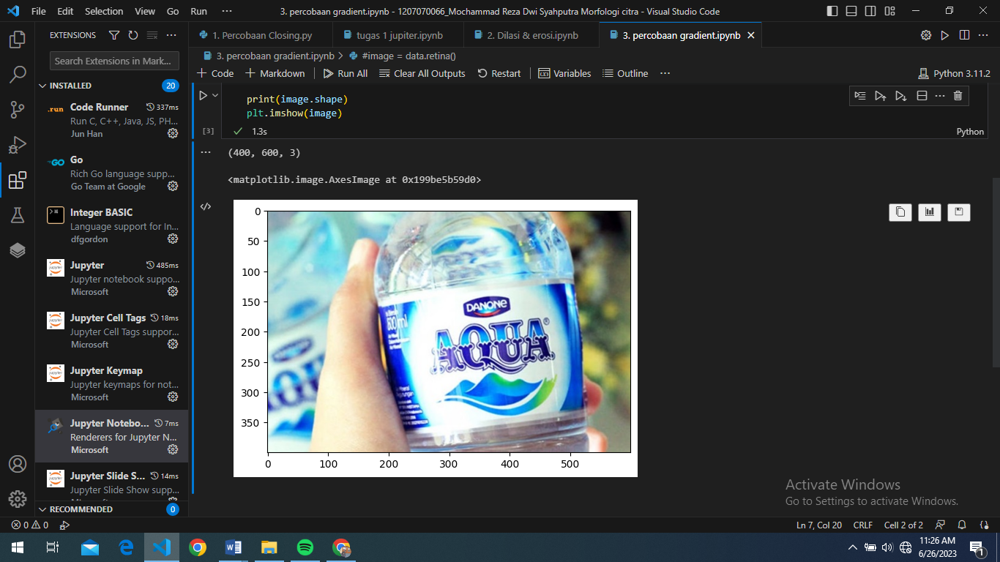 File Edit Selection View Go Run ··· 3. percobaan gradient.ipynb - 1207070066_Mochammad Reza Dwi Syahputra Morfologi citra - Visual Studio Code
EXTENSIONS
1. Percobaan Closing.py tugas 1 jupiter.ipynb 2. Dilasi & erosi.ipynb 3. percobaan gradient.ipynb
Search Extensions in Mark...
3. percobaan gradient.ipynb > #image = data.retina()
+ Code + Markdown Run All Clear All Outputs Restart Variables Outline ··· Python 3.11.2
INSTALLED 20
Code Runner 337ms
Run C, C++, Java, JS, PH...
Jun Han
Go
Rich Go language supp...
Go Team at Google
Integer BASIC
Language support for In...
dfgordon
Jupyter 485ms
Jupyter notebook suppo...
Microsoft
Jupyter Cell Tags 18ms
Jupyter Cell Tags suppor...
Microsoft
Jupyter Keymap
Jupyter keymaps for not...
Microsoft
Jupyter Notebo... 7ms
Renderers for Jupyter N...
Microsoft
Jupyter Slide S... 14ms
Jupyter Slide Show supp...
RECOMMENDED 0
print(image.shape)
plt.imshow(image)
[3] 1.3s Python
(400, 600, 3)
<matplotlib.image.AxesImage at 0x199be5b59d0>
0
50
100
150
200
250
300
350
0 100 200 300 400 500
DANONE
AQUA®
AQUA
Activate Windows
Go to Settings to activate Windows.
0 0 Ln 7, Col 20 CRLF Cell 2 of 2
11:26 AM
6/26/2023
1